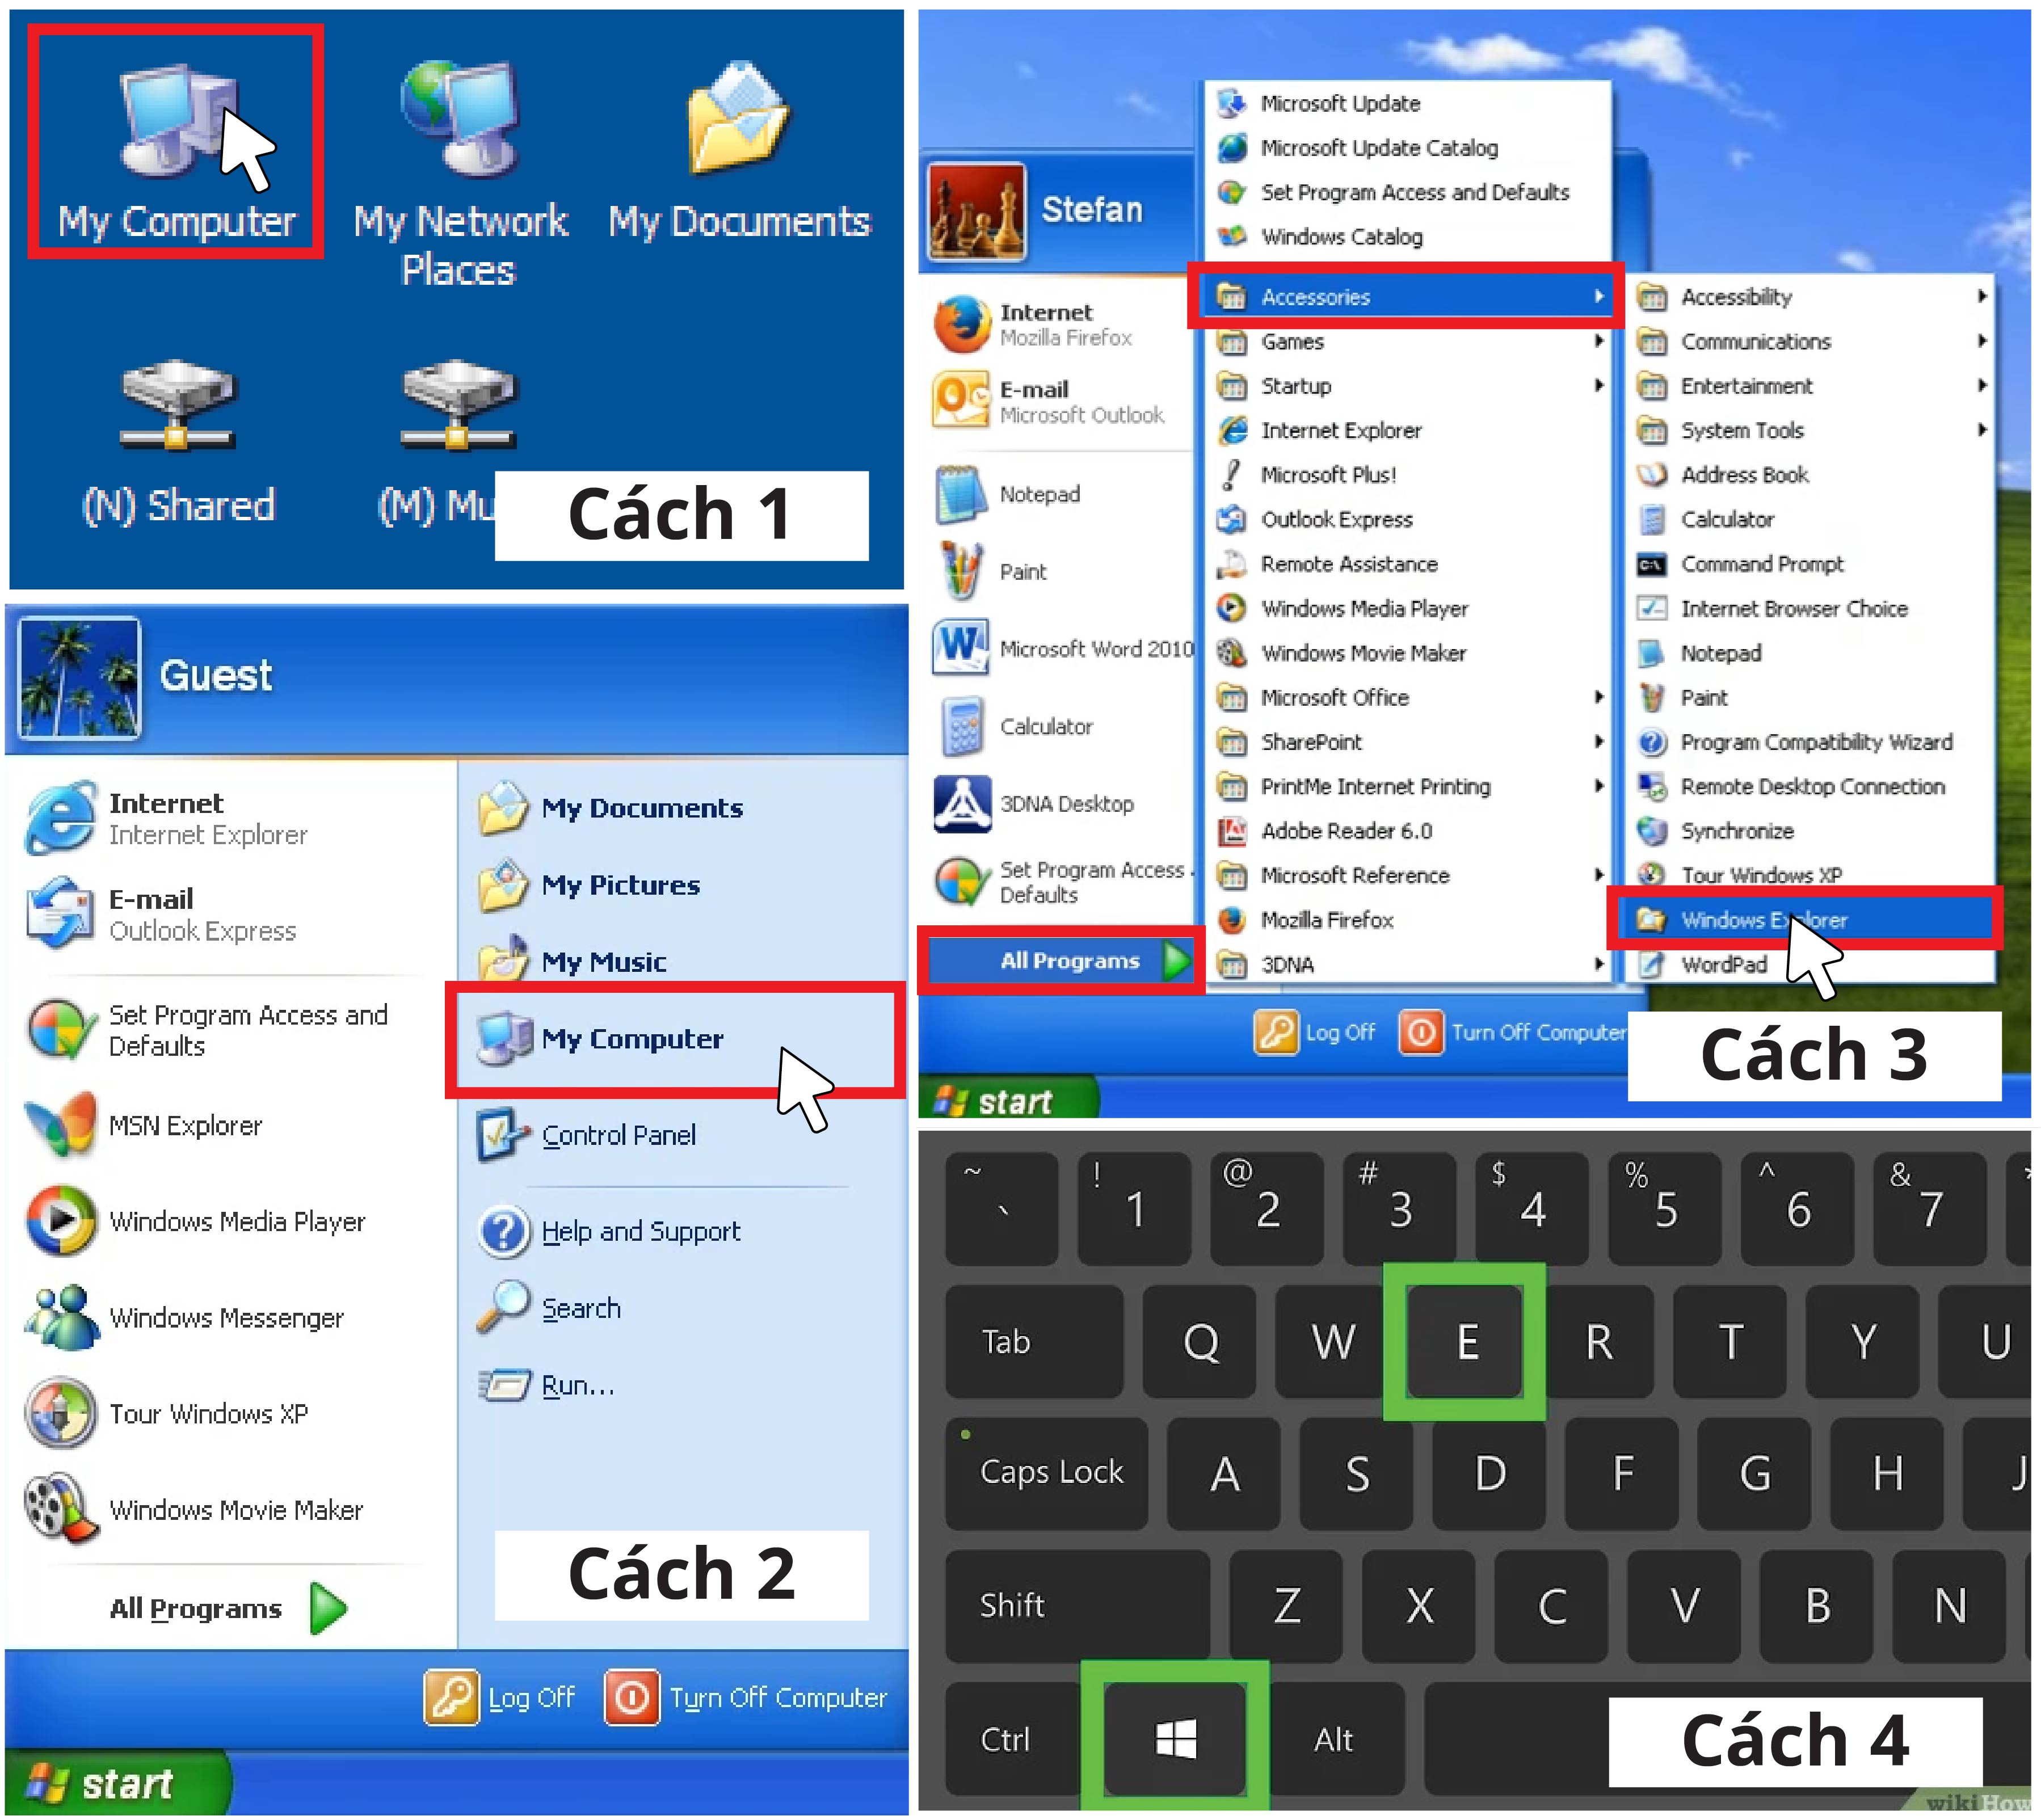 My Computer
My Network
Places
My Documents
(N) Shared
(M) Mu
Cách 1
Guest
Internet
Internet Explorer
E-mail
Outlook Express
Set Program Access and
Defaults
MSN Explorer
Windows Media Player
Windows Messenger
Tour Windows XP
Windows Movie Maker
All Programs
My Documents
My Pictures
My Music
My Computer
Control Panel
Help and Support
Search
Run...
Cách 2
Log Off
Turn Off Computer
start
Stefan
Internet
Mozilla Firefox
E-mail
Microsoft Outlook
Notepad
Paint
Microsoft Word 2010
Calculator
3DNA Desktop
Set Program Access
Defaults
All Programs
Microsoft Update
Microsoft Update Catalog
Set Program Access and Defaults
Windows Catalog
Accessories
Games
Startup
Internet Explorer
Microsoft Plus!
Outlook Express
Remote Assistance
Windows Media Player
Windows Movie Maker
Microsoft Office
SharePoint
PrintMe Internet Printing
Adobe Reader 6.0
Microsoft Reference
Mozilla Firefox
3DNA
Accessibility
Communications
Entertainment
System Tools
Address Book
Calculator
Command Prompt
Internet Browser Choice
Notepad
Paint
Program Compatibility Wizard
Remote Desktop Connection
Synchronize
Tour Windows XP
Windows Explorer
WordPad
Log Off
Turn Off Computer
Cách 3
start
~ ! @ # $ % ^ &
` 1 2 3 4 5 6 7
Tab Q W E R T Y U
Caps Lock A S D F G H J
Shift Z X C V B N
Ctrl Alt
Cách 4
wikiHow